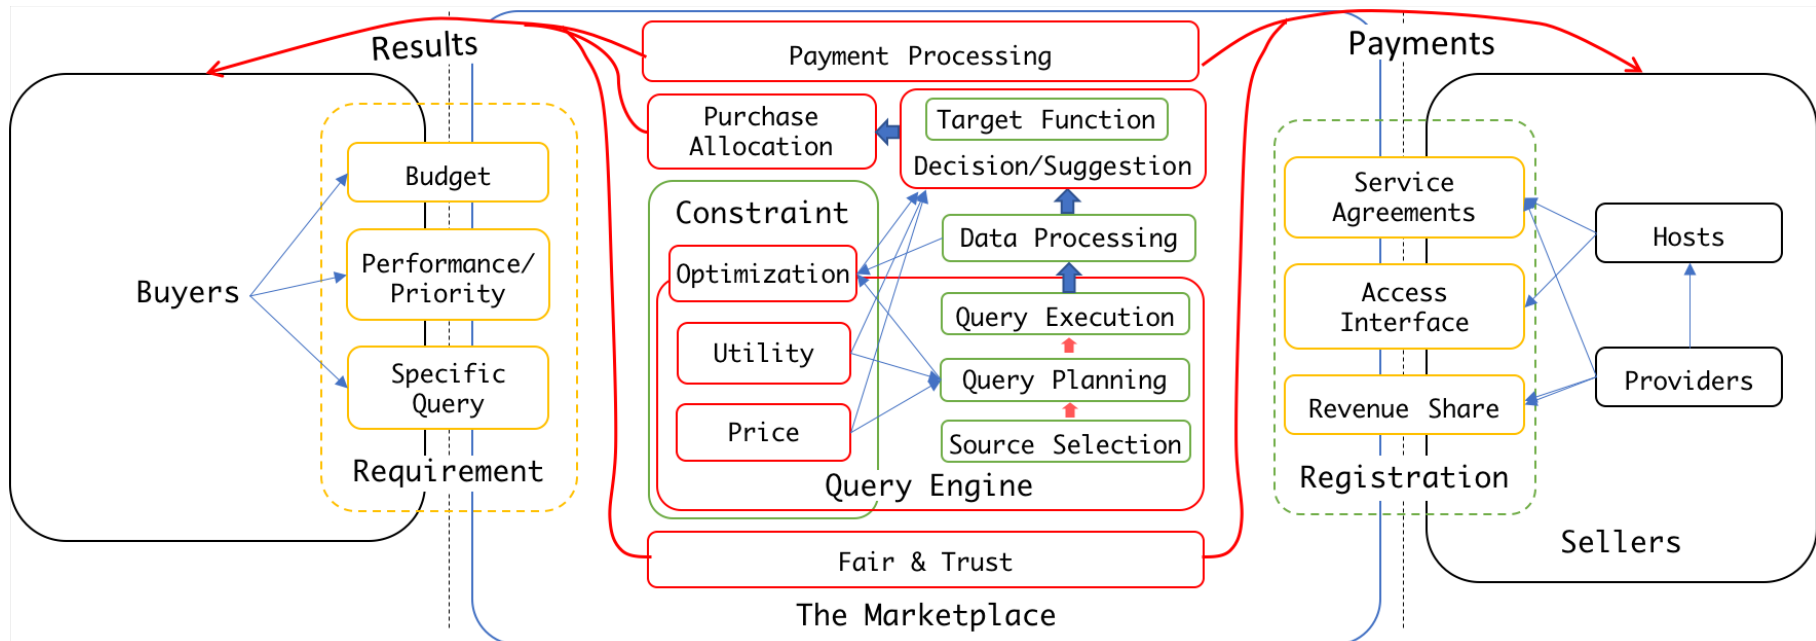 Results
Payments
Payment Processing
Purchase
Allocation
Target Function
Decision/Suggestion
Budget
Performance/
Priority
Specific
Query
Requirement
Buyers
Constraint
Optimization
Utility
Price
Data Processing
Query Execution
Query Planning
Source Selection
Query Engine
Fair & Trust
The Marketplace
Service
Agreements
Access
Interface
Revenue Share
Registration
Hosts
Providers
Sellers